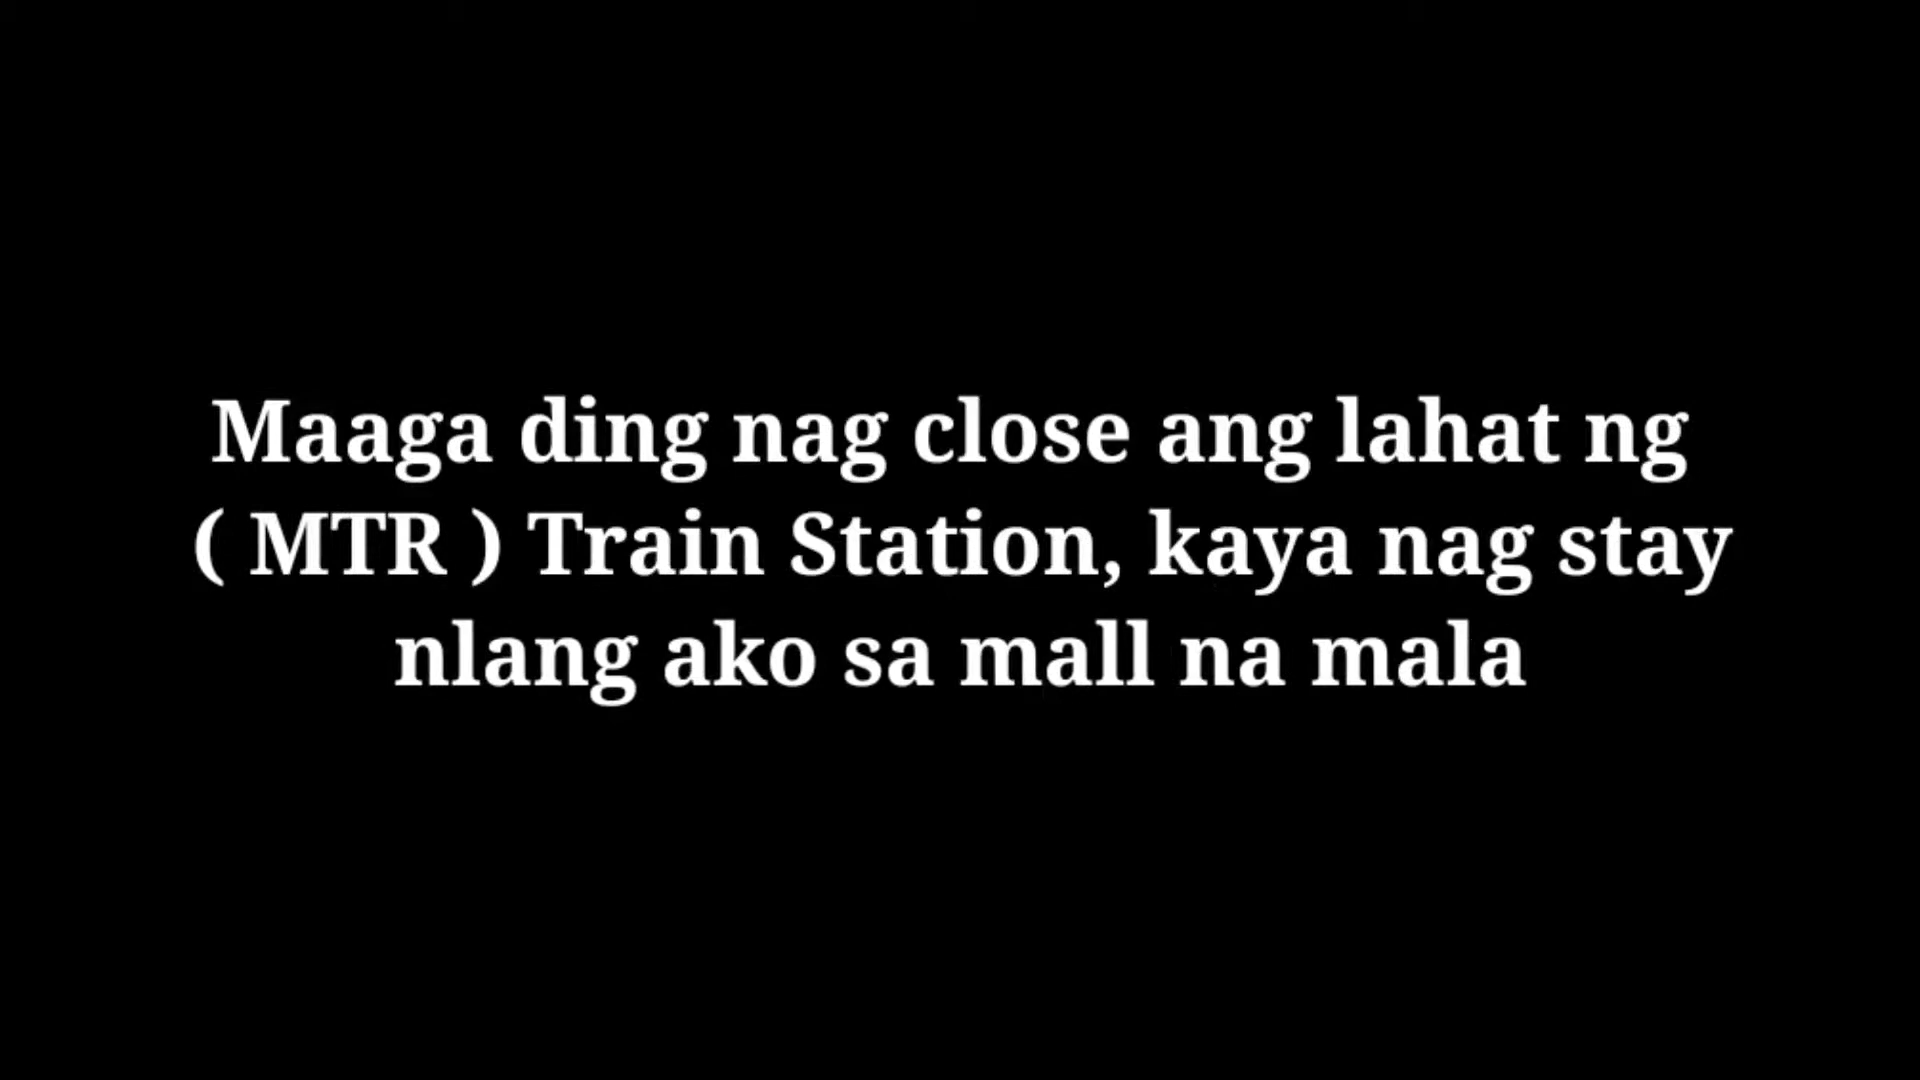 Maaga ding nag close ang lahat ng
( MTR ) Train Station, kaya nag stay
nlang ako sa mall na mala